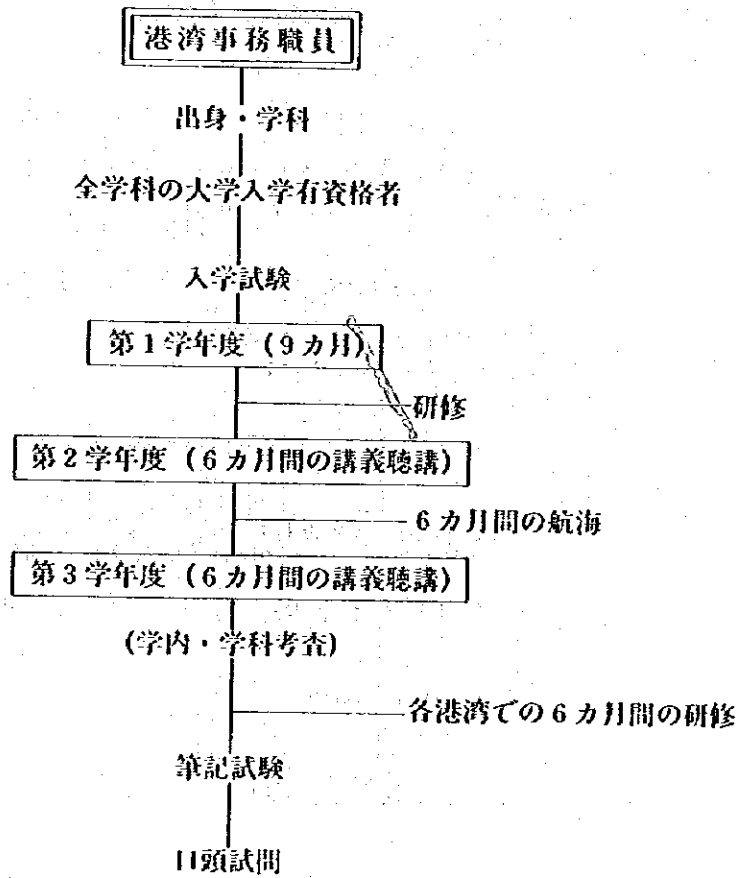 港湾事務職員
出身・学科
全学科の大学入学有資格者
入学試験
第1学年度（9カ月）
研修
第2学年度（6カ月間の講義聴講）
6カ月間の航海
第3学年度（6カ月間の講義聴講）
(学内・学科考査)
各港湾での6カ月間の研修
筆記試験
口頭試問